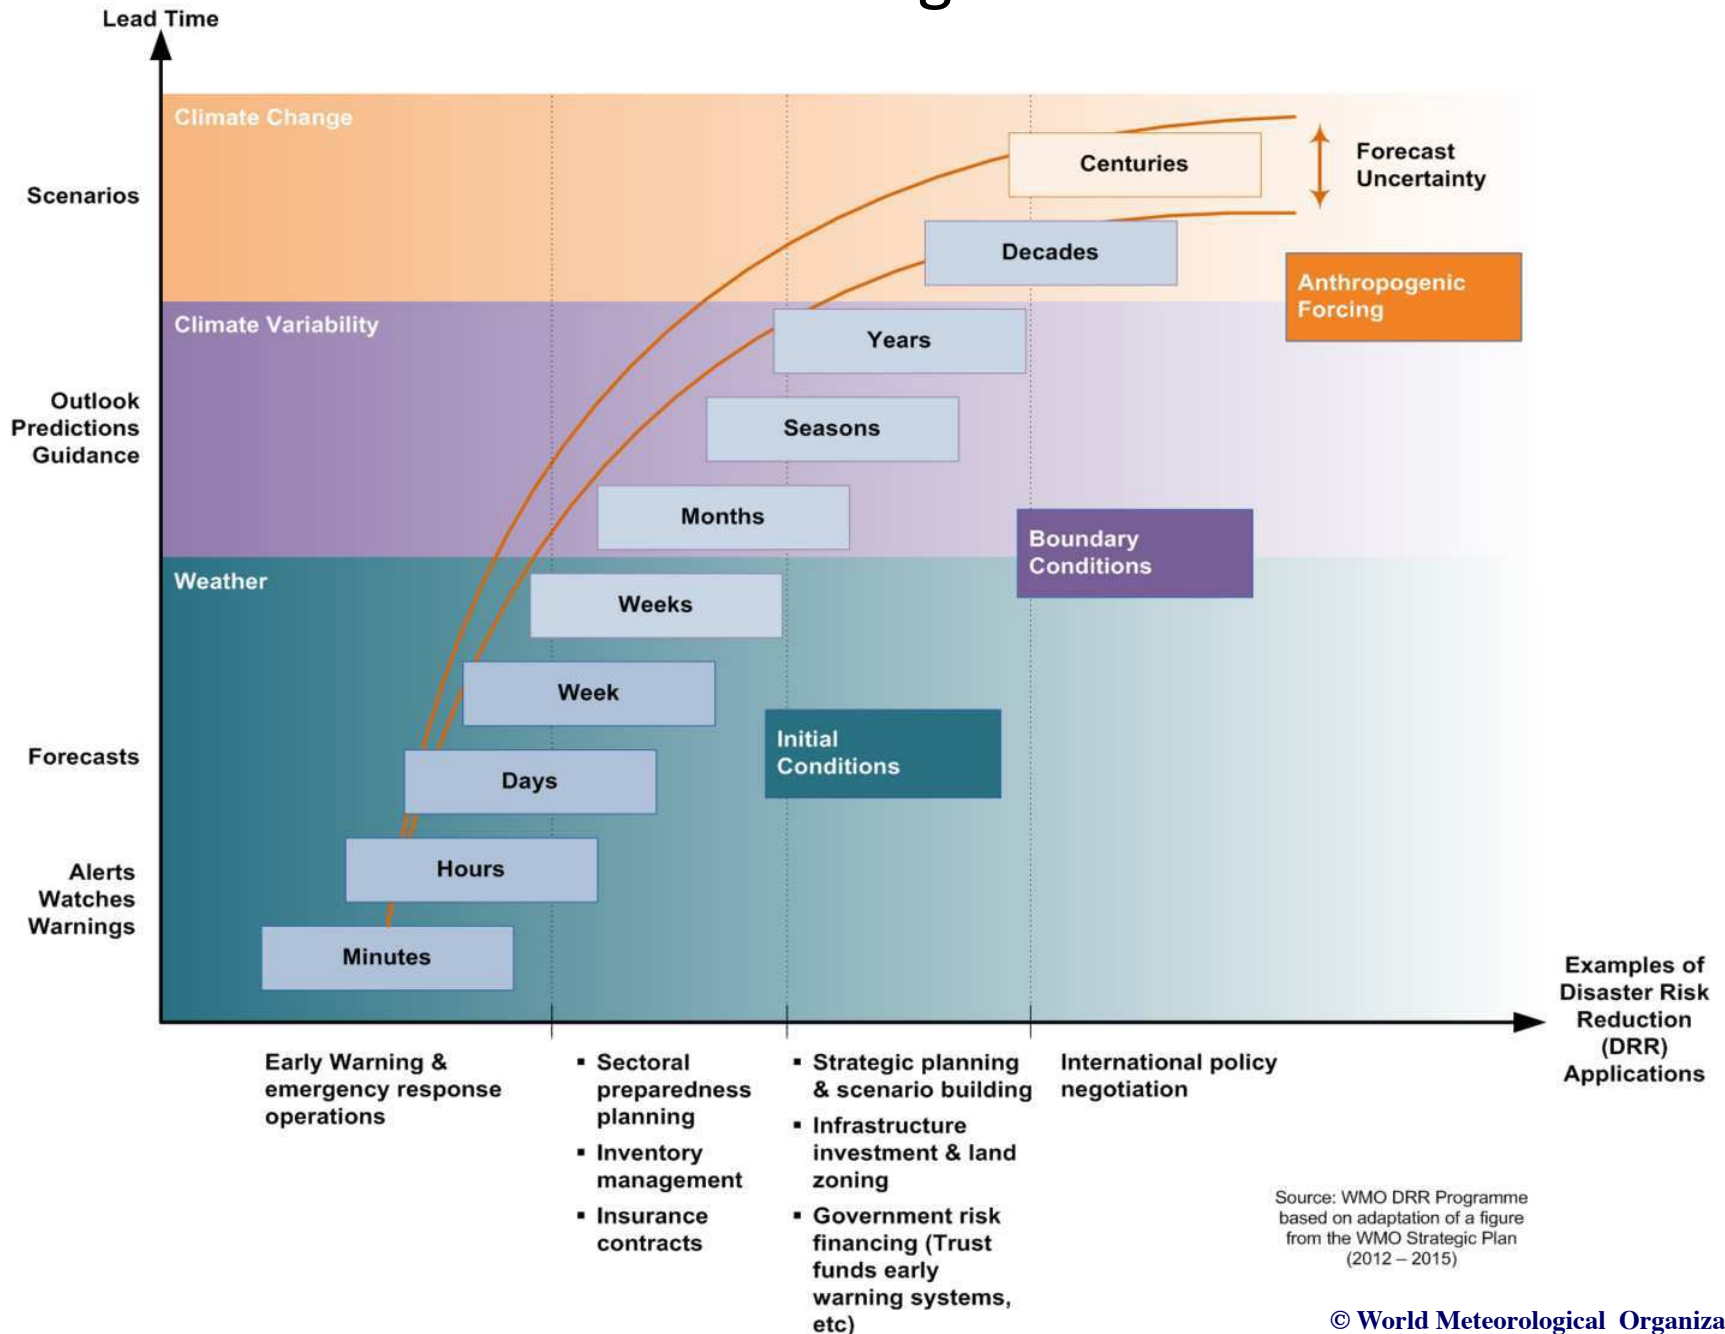 Lead Time
Climate Change
Scenarios
Centuries
Forecast
Uncertainty
Decades
Anthropogenic
Forcing
Climate Variability
Years
Outlook
Predictions
Guidance
Seasons
Months
Boundary
Conditions
Weather
Weeks
Week
Initial
Conditions
Forecasts
Days
Alerts
Watches
Warnings
Hours
Minutes
Examples of
Disaster Risk
Reduction
(DRR)
Applications
Early Warning &
emergency response
operations
▪ Sectoral
preparedness
planning
▪ Inventory
management
▪ Insurance
contracts
▪ Strategic planning
& scenario building
▪ Infrastructure
investment & land
zoning
▪ Government risk
financing (Trust
funds early
warning systems,
etc)
International policy
negotiation
Source: WMO DRR Programme
based on adaptation of a figure
from the WMO Strategic Plan
(2012 – 2015)
© World Meteorological Organiza